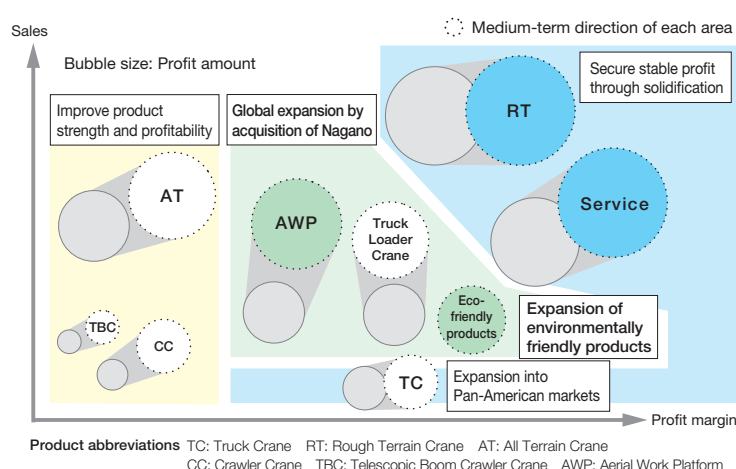 Sales
Medium-term direction of each area
Bubble size: Profit amount
Improve product
strength and profitability
Global expansion by
acquisition of Nagano
Secure stable profit
through solidification
RT
AT
Service
AWP
Truck
Loader
Crane
TBC
CC
Eco-
friendly
products
Expansion of
environmentally
friendly products
TC
Expansion into
Pan-American markets
Profit margin
Product abbreviations TC: Truck Crane RT: Rough Terrain Crane AT: All Terrain Crane
CC: Crawler Crane TBC: Telescopic Boom Crawler Crane AWP: Aerial Work Platform